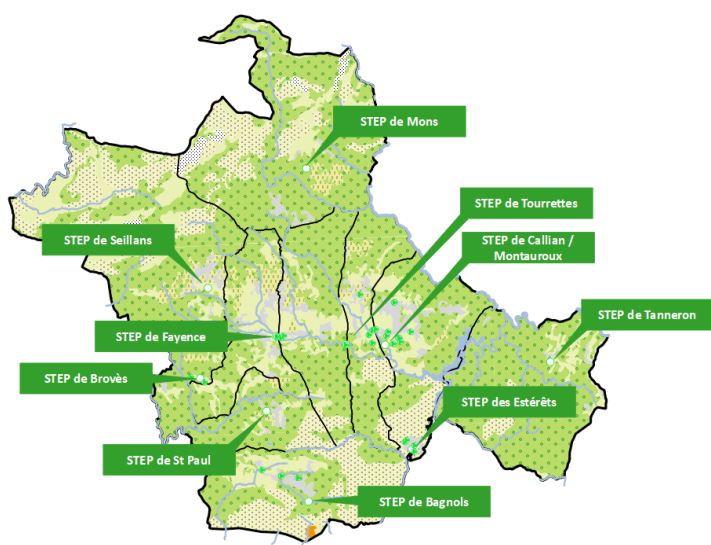 STEP de Mons
STEP de Tourrettes
STEP de Seillans
STEP de Callian /
Montauroux
STEP de Tanneron
STEP de Fayence
STEP de Brovès
STEP des Estérêts
STEP de St Paul
STEP de Bagnols